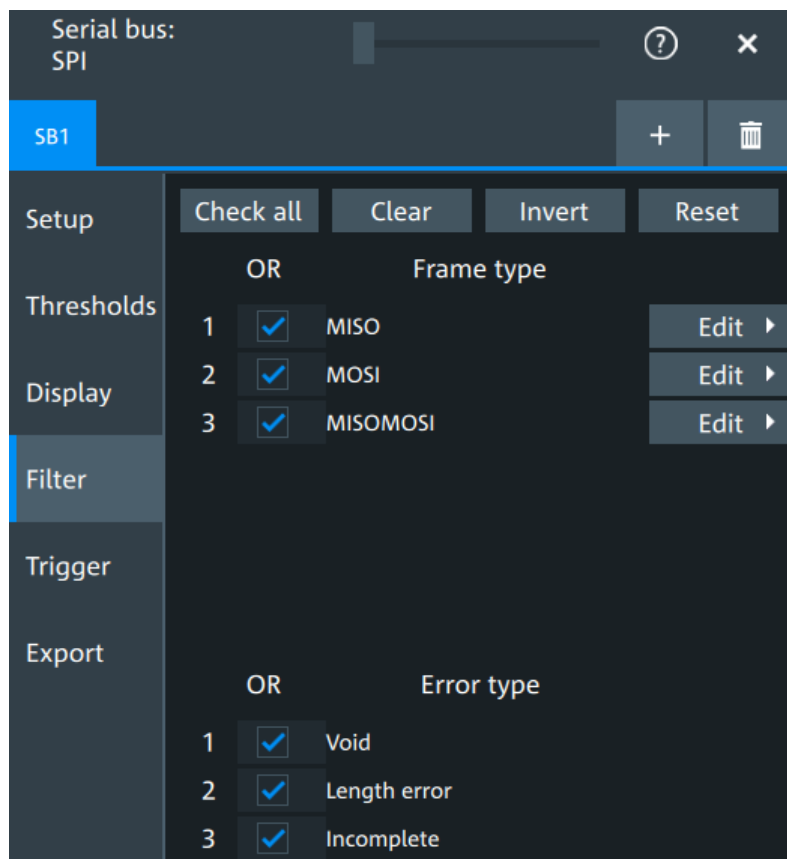 Serial bus:
SPI
?
SB1
+
Setup
Thresholds
Display
Filter
Trigger
Export
Check all Clear Invert Reset
OR Frame type
1 MISO Edit
2 MOSI Edit
3 MISOMOSI Edit
OR Error type
1 Void
2 Length error
3 Incomplete